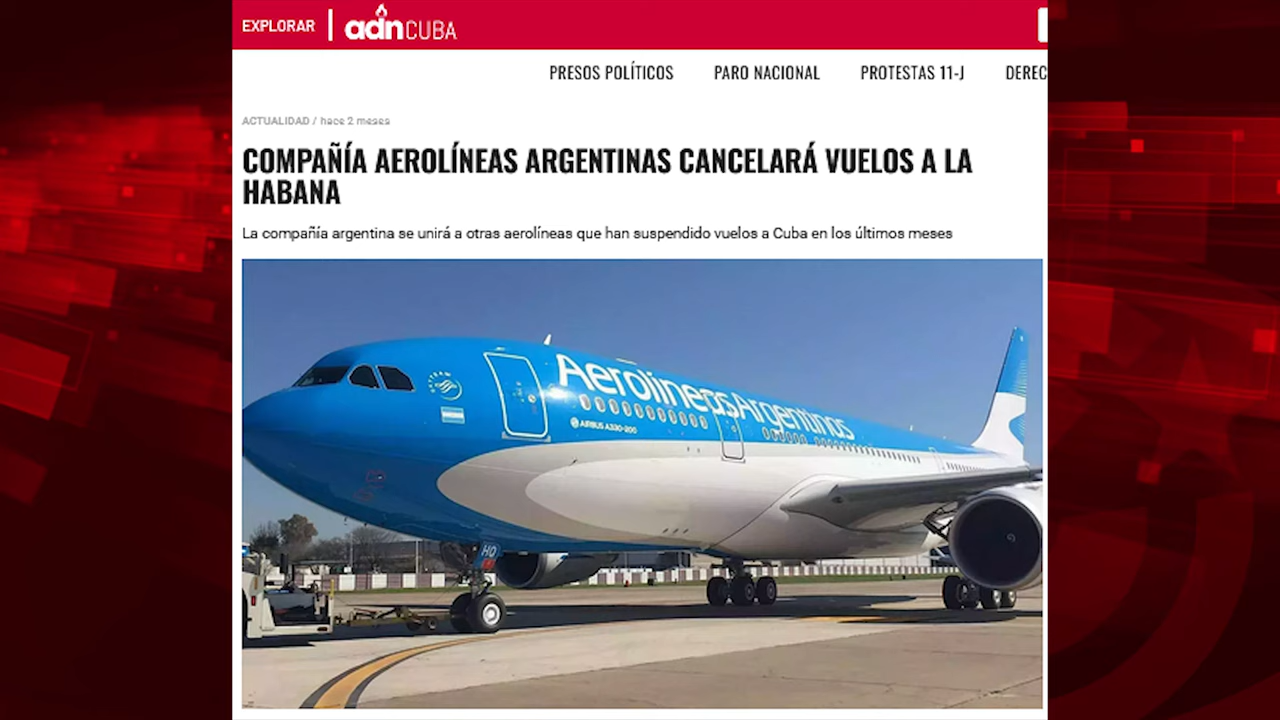 EXPLORAR
adnCUBA
PRESOS POLÍTICOS
PARO NACIONAL
PROTESTAS 11-J
DEREC
ACTUALIDAD / hace 2 meses
COMPAÑÍA AEROLÍNEAS ARGENTINAS CANCELARÁ VUELOS A LA
HABANA
La compañía argentina se unirá a otras aerolíneas que han suspendido vuelos a Cuba en los últimos meses
AerolíneasArgentinas
AIRBUS A330-200
HO